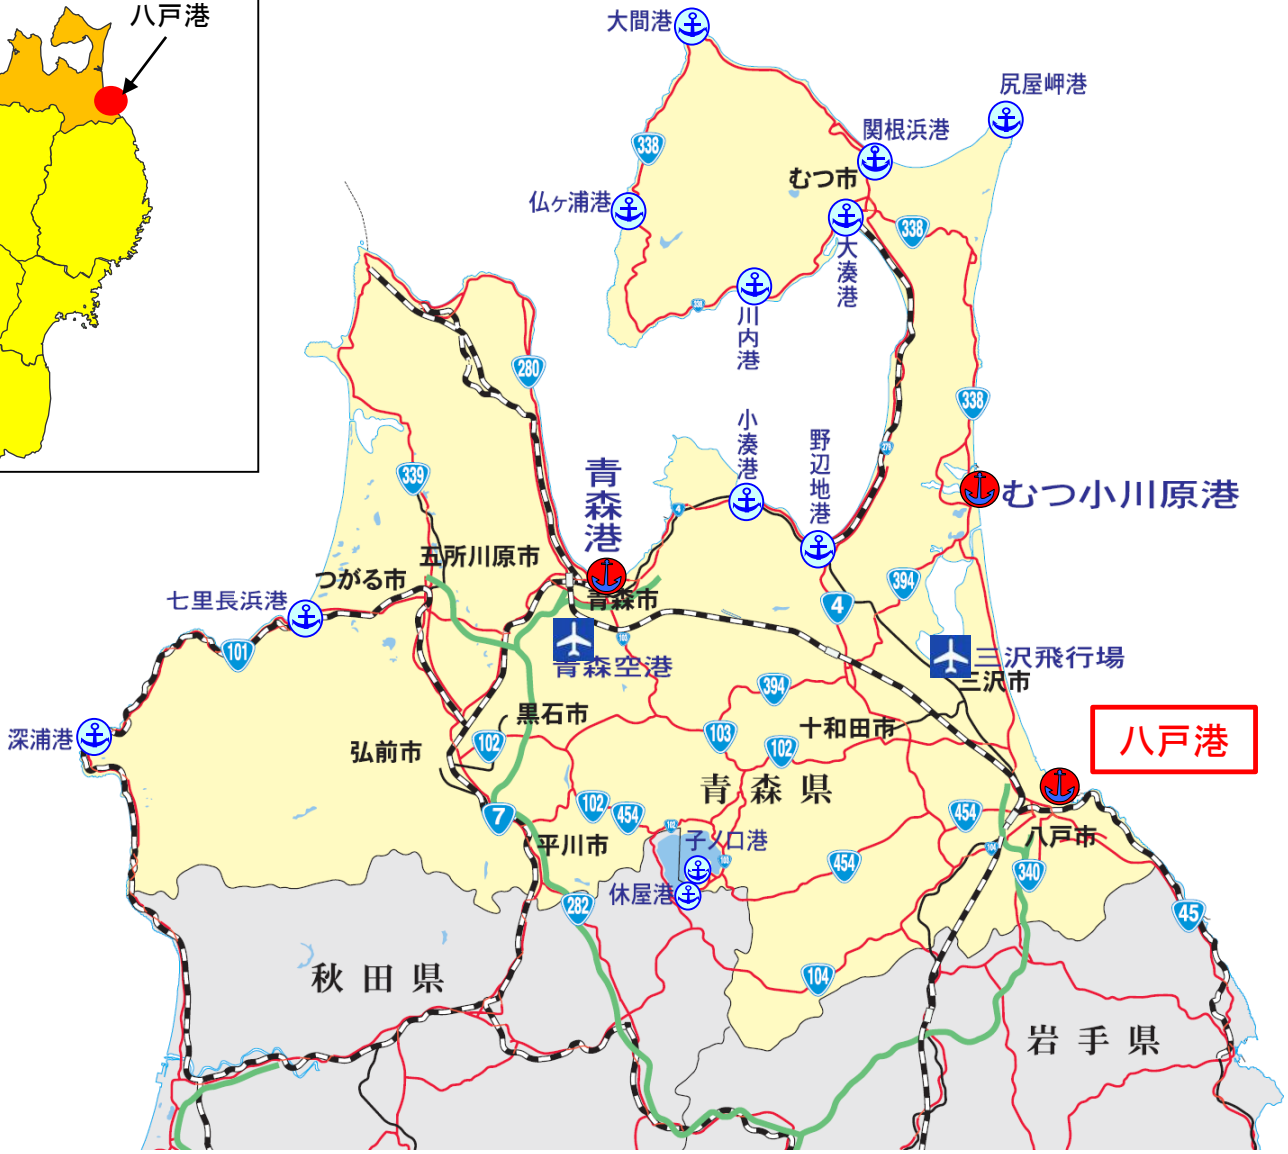 八戸港
大間港
尻屋岬港
関根浜港
338
むつ市
仏ヶ浦港
338
大湊港
338
川内港
280
338
小湊港
野辺地港
279
339
青森港
むつ小川原港
4
五所川原市
つがる市
394
七里長浜港
青森市
4
103
101
青森空港
三沢飛行場
三沢市
394
黒石市
深浦港
弘前市
102
103
102
十和田市
八戸港
青森県
102
454
454
7
102
平川市
子ノ口港
八戸市
103
454
340
休屋港
282
45
104
秋田県
岩手県